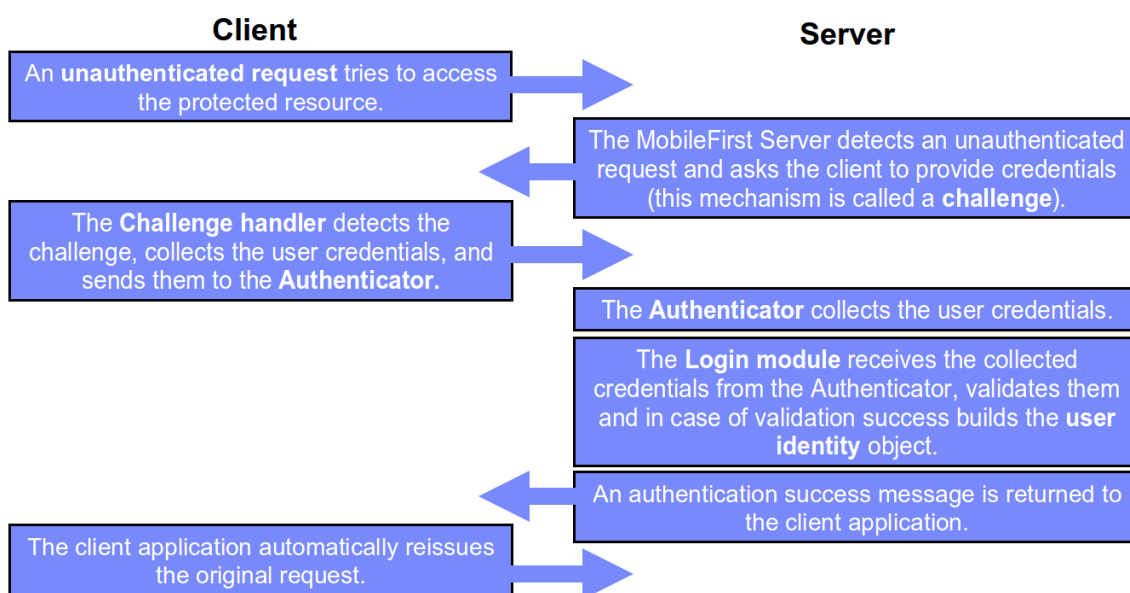 Client
Server
An unauthenticated request tries to access
the protected resource.
The MobileFirst Server detects an unauthenticated
request and asks the client to provide credentials
(this mechanism is called a challenge).
The Challenge handler detects the
challenge, collects the user credentials, and
sends them to the Authenticator.
The Authenticator collects the user credentials.
The Login module receives the collected
credentials from the Authenticator, validates them
and in case of validation success builds the user
identity object.
An authentication success message is returned to
the client application.
The client application automatically reissues
the original request.